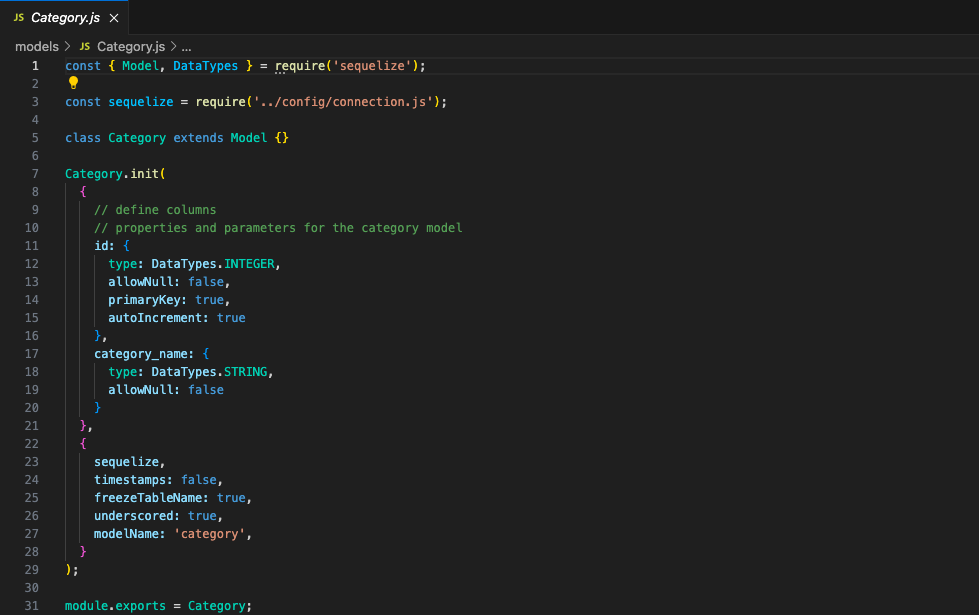 JS Category.js ×
models > JS Category.js > ...
1 const { Model, DataTypes } = require('sequelize');
2
3 const sequelize = require('../config/connection.js');
4
5 class Category extends Model {}
6
7 Category.init(
8 {
9 // define columns
10 // properties and parameters for the category model
11 id: {
12 type: DataTypes.INTEGER,
13 allowNull: false,
14 primaryKey: true,
15 autoIncrement: true
16 },
17 category_name: {
18 type: DataTypes.STRING,
19 allowNull: false
20 }
21 },
22 {
23 sequelize,
24 timestamps: false,
25 freezeTableName: true,
26 underscored: true,
27 modelName: 'category',
28 }
29 );
30
31 module.exports = Category;